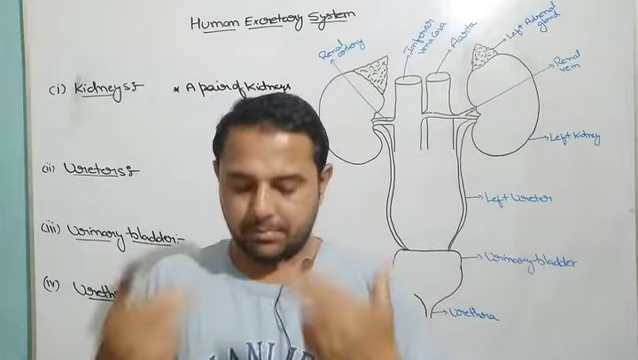 Human Excretory System
(i) Kidneys:-
* A pair of Kidneys
(ii) Ureters:-
(iii) Urinary bladder:-
(iv) Ureth
Renal artery
Inferior
vena cava
Aorta
Left Adrenal
gland
Renal
vein
Left Kidney
Left Ureter
Urinary bladder
Urethra